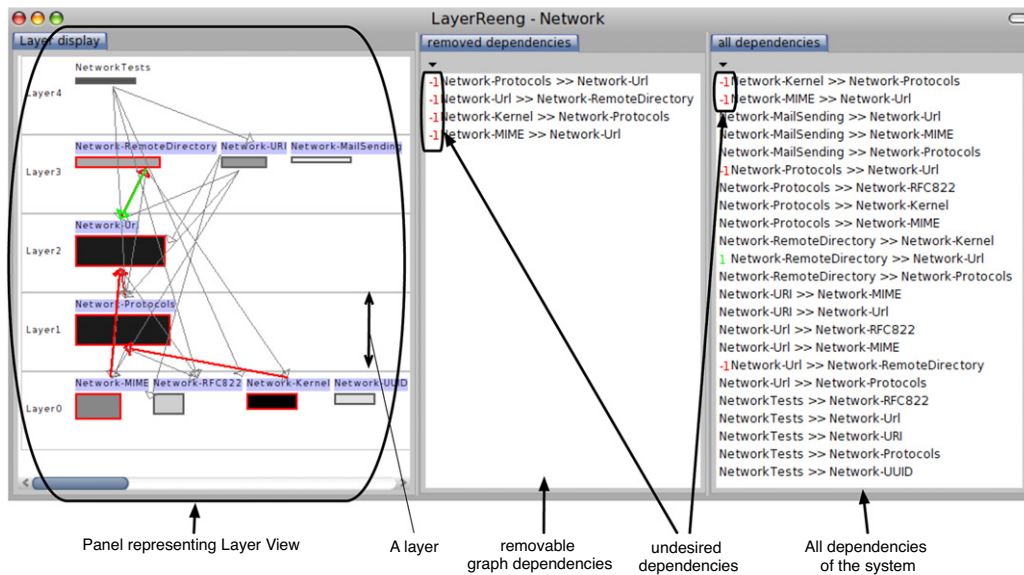 LayerReeng - Network
Layer display
NetworkTests
Layer4
Network-RemoteDirectory Network-URI Network-MailSending
Layer3
Network-Url
Layer2
Network-Protocols
Layer1
Network-MIME Network-RFC822 Network-Kernel Network-UUID
Layer0
removed dependencies
-1 Network-Protocols >> Network-Url
-1 Network-Url >> Network-RemoteDirectory
-1 Network-Kernel >> Network-Protocols
-1 Network-MIME >> Network-Url
all dependencies
-1 Network-Kernel >> Network-Protocols
-1 Network-MIME >> Network-Url
Network-MailSending >> Network-Url
Network-MailSending >> Network-MIME
Network-MailSending >> Network-Protocols
-1 Network-Protocols >> Network-Url
Network-Protocols >> Network-RFC822
Network-Protocols >> Network-Kernel
Network-Protocols >> Network-MIME
Network-RemoteDirectory >> Network-Kernel
1 Network-RemoteDirectory >> Network-Url
Network-RemoteDirectory >> Network-Protocols
Network-URI >> Network-MIME
Network-URI >> Network-Url
Network-Url >> Network-RFC822
Network-Url >> Network-MIME
-1 Network-Url >> Network-RemoteDirectory
Network-Url >> Network-Protocols
NetworkTests >> Network-RFC822
NetworkTests >> Network-Url
NetworkTests >> Network-URI
NetworkTests >> Network-Protocols
NetworkTests >> Network-UUID
Panel representing Layer View
A layer
removable
graph dependencies
undesired
dependencies
All dependencies
of the system